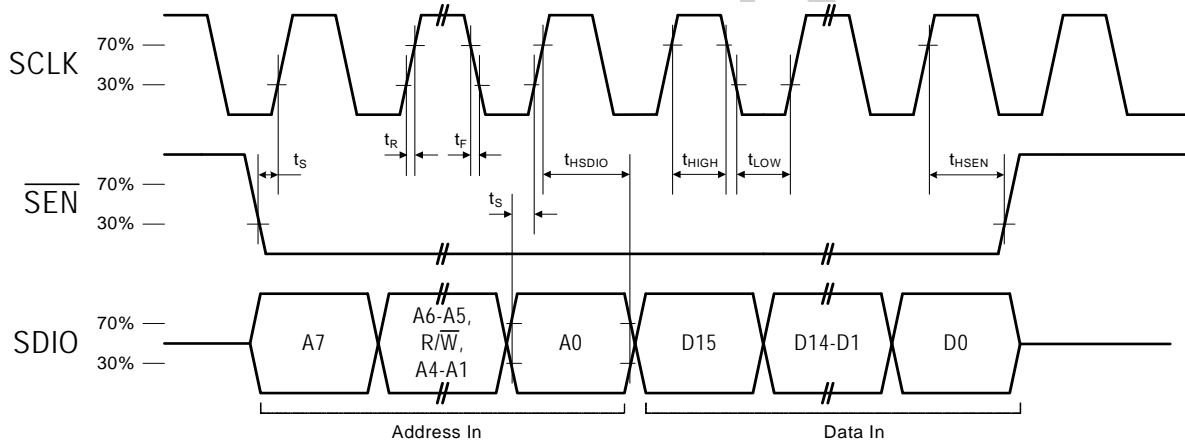 SCLK
70%
30%
tR
tF
tHSDIO
tHIGH
tLOW
tHSEN
tS
tS
SEN
70%
30%
SDIO
70%
30%
A7
A6-A5,
R/W,
A4-A1
A0
D15
D14-D1
D0
Address In
Data In